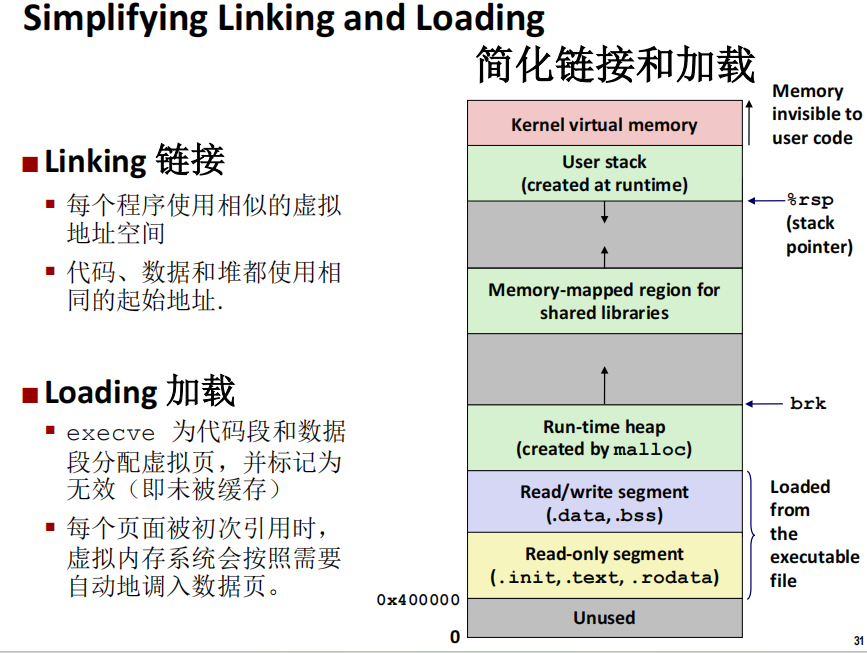 Simplifying Linking and Loading
简化链接和加载
■ Linking 链接
▪ 每个程序使用相似的虚拟
地址空间
▪ 代码、数据和堆都使用相
同的起始地址.
■ Loading 加载
▪ execve 为代码段和数据
段分配虚拟页，并标记为
无效（即未被缓存）
▪ 每个页面被初次引用时，
虚拟内存系统会按照需要
自动地调入数据页。
Kernel virtual memory
Memory
invisible to
user code
User stack
(created at runtime)
%rsp
(stack
pointer)
Memory-mapped region for
shared libraries
brk
Run-time heap
(created by malloc)
Read/write segment
(.data, .bss)
Read-only segment
(.init, .text, .rodata)
Loaded
from
the
executable
file
0x400000
Unused
0
31